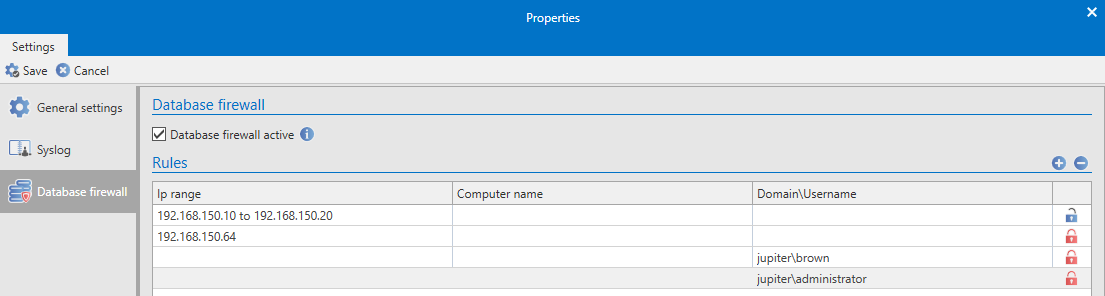 Properties
Settings
Save Cancel
General settings
Syslog
Database firewall
Database firewall
Database firewall active
Rules
Ip range Computer name Domain\Username
192.168.150.10 to 192.168.150.20
192.168.150.64
jupiter\brown
jupiter\administrator